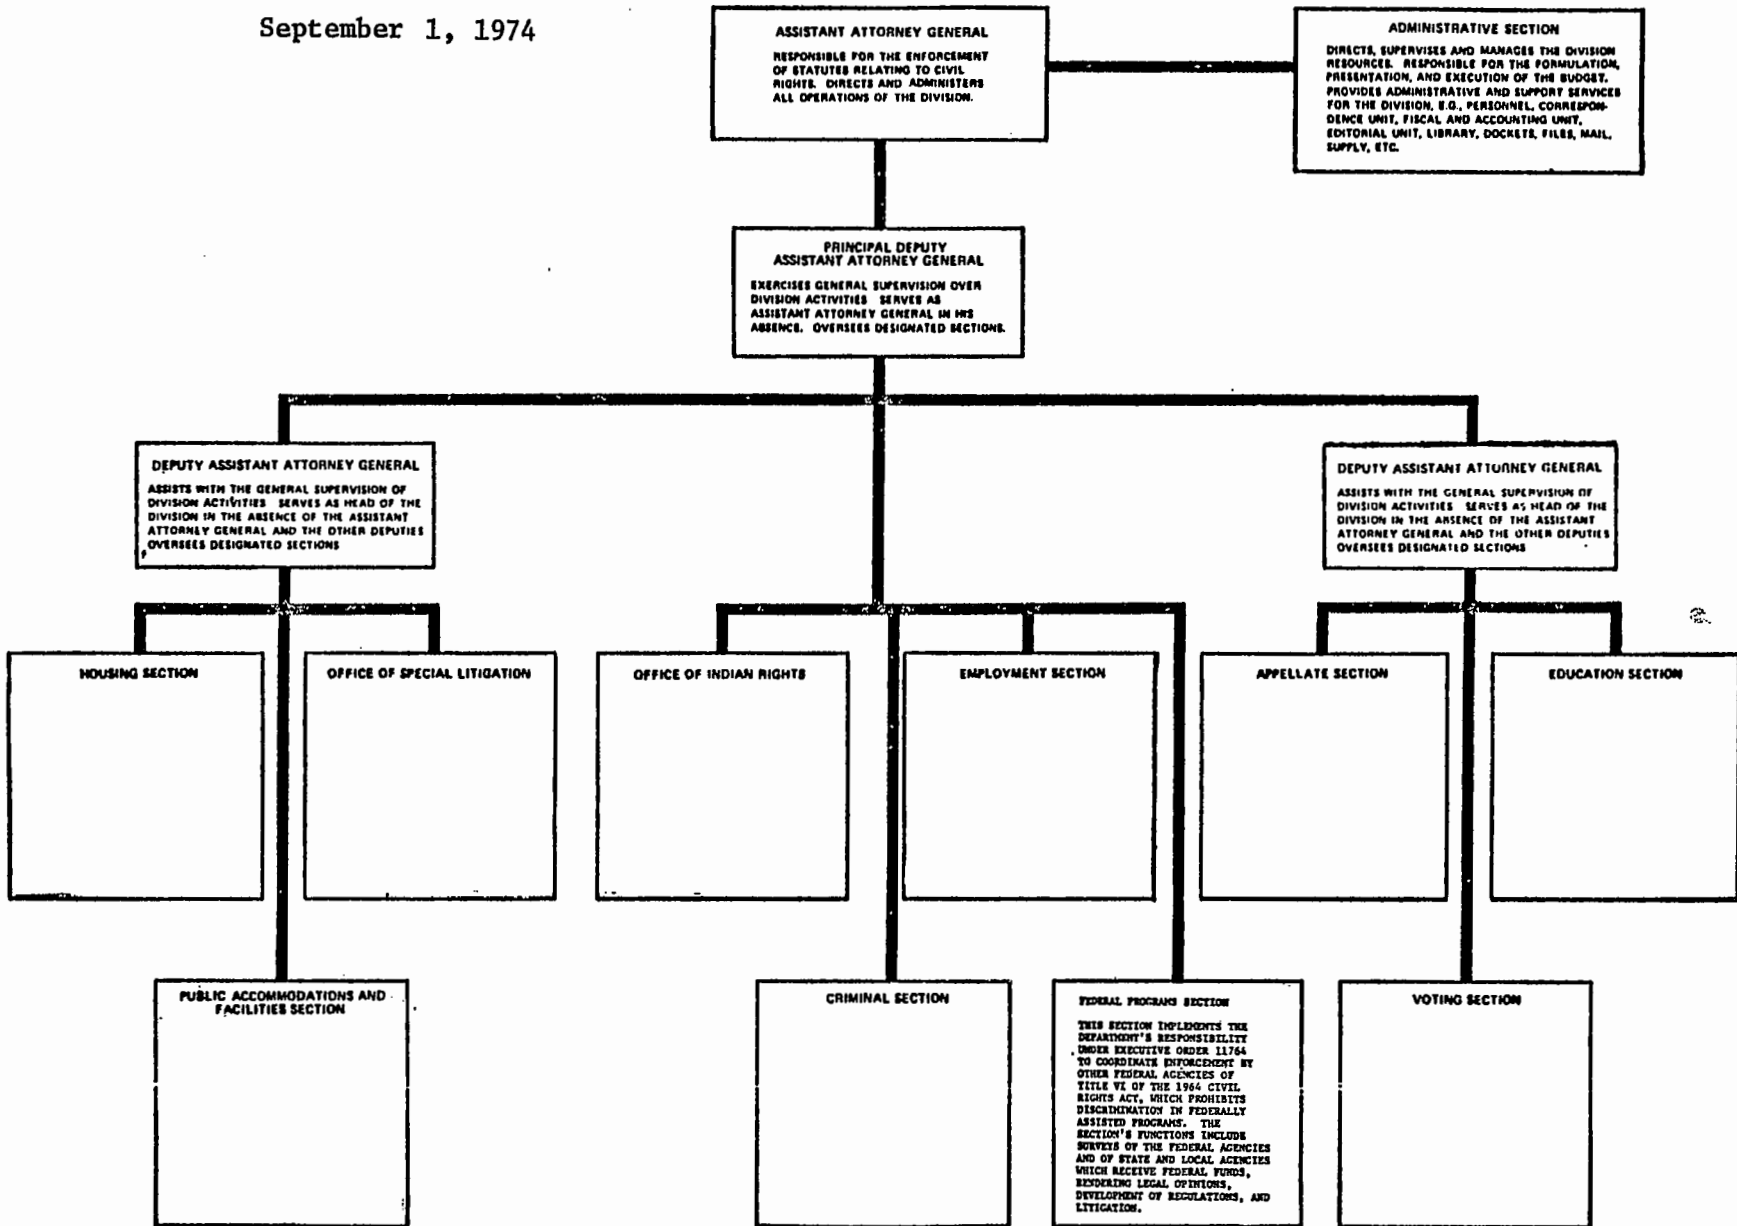 September 1, 1974
ASSISTANT ATTORNEY GENERAL
RESPONSIBLE FOR THE ENFORCEMENT
OF STATUTES RELATING TO CIVIL
RIGHTS. DIRECTS AND ADMINISTERS
ALL OPERATIONS OF THE DIVISION.
ADMINISTRATIVE SECTION
DIRECTS, SUPERVISES AND MANAGES THE DIVISION
RESOURCES. RESPONSIBLE FOR THE FORMULATION,
PRESENTATION, AND EXECUTION OF THE BUDGET.
PROVIDES ADMINISTRATIVE AND SUPPORT SERVICES
FOR THE DIVISION, E.G., PERSONNEL, CORRESPON-
DENCE UNIT, FISCAL AND ACCOUNTING UNIT,
EDITORIAL UNIT, LIBRARY, DOCKETS, FILES, MAIL,
SUPPLY, ETC.
PRINCIPAL DEPUTY
ASSISTANT ATTORNEY GENERAL
EXERCISES GENERAL SUPERVISION OVER
DIVISION ACTIVITIES SERVES AS
ASSISTANT ATTORNEY GENERAL IN HIS
ABSENCE. OVERSEES DESIGNATED SECTIONS.
DEPUTY ASSISTANT ATTORNEY GENERAL
ASSISTS WITH THE GENERAL SUPERVISION OF
DIVISION ACTIVITIES SERVES AS HEAD OF THE
DIVISION IN THE ABSENCE OF THE ASSISTANT
ATTORNEY GENERAL AND THE OTHER DEPUTIES
OVERSEES DESIGNATED SECTIONS
DEPUTY ASSISTANT ATTORNEY GENERAL
ASSISTS WITH THE GENERAL SUPERVISION OF
DIVISION ACTIVITIES SERVES AS HEAD OF THE
DIVISION IN THE ABSENCE OF THE ASSISTANT
ATTORNEY GENERAL AND THE OTHER DEPUTIES
OVERSEES DESIGNATED SECTIONS
HOUSING SECTION
OFFICE OF SPECIAL LITIGATION
OFFICE OF INDIAN RIGHTS
EMPLOYMENT SECTION
APPELLATE SECTION
EDUCATION SECTION
PUBLIC ACCOMMODATIONS AND
FACILITIES SECTION
CRIMINAL SECTION
FEDERAL PROGRAMS SECTION
THIS SECTION IMPLEMENTS THE
DEPARTMENT'S RESPONSIBILITY
UNDER EXECUTIVE ORDER 11764
TO COORDINATE ENFORCEMENT BY
OTHER FEDERAL AGENCIES OF
TITLE VI OF THE 1964 CIVIL
RIGHTS ACT, WHICH PROHIBITS
DISCRIMINATION IN FEDERALLY
ASSISTED PROGRAMS. THE
SECTION'S FUNCTIONS INCLUDE
SURVEYS OF THE FEDERAL AGENCIES
AND OF STATE AND LOCAL AGENCIES
WHICH RECEIVE FEDERAL FUNDS,
RENDERING LEGAL OPINIONS,
DEVELOPMENT OF REGULATIONS, AND
LITIGATION.
VOTING SECTION